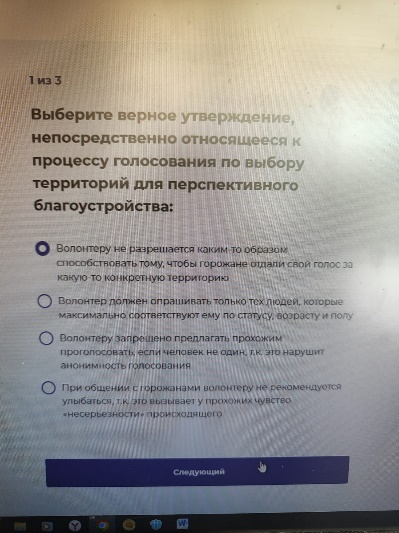 1 из 3
Выберите верное утверждение,
непосредственно относящееся к
процессу голосования по выбору
территорий для перспективного
благоустройства:
Волонтеру не разрешается каким-то образом
способствовать тому, чтобы горожане отдали свой голос за
какую-то конкретную территорию
Волонтер должен опрашивать только тех людей, которые
максимально соответствуют ему по статусу, возрасту и полу
Волонтеру запрещено предлагать прохожим
проголосовать, если человек не один, т.к. это нарушит
анонимность голосования
При общении с горожанами волонтеру не рекомендуется
улыбаться, т.к. это вызывает у прохожих чувство
«несерьезности» происходящего
Следующий